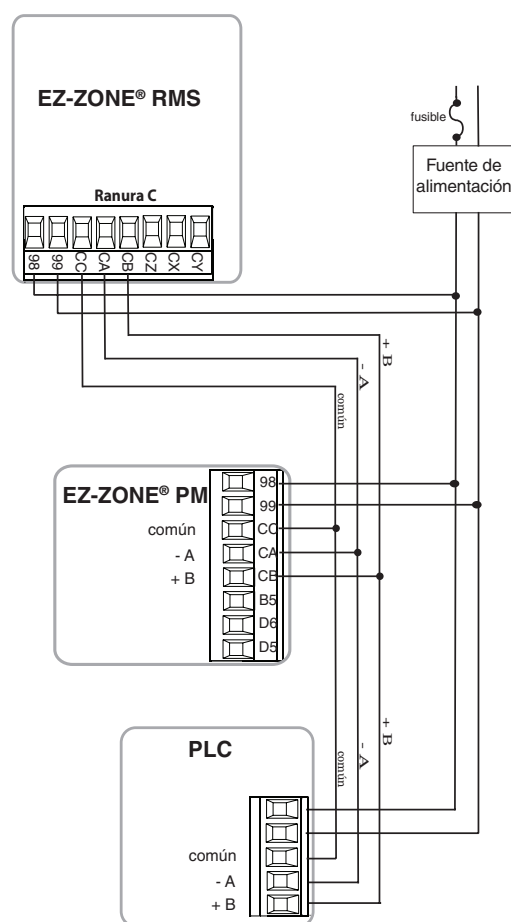 EZ-ZONE® RMS
Ranura C
98 99 CC CA CB CZ CX CY
fusible
Fuente de
alimentación
+ B
- A
común
EZ-ZONE® PM
común
- A
+ B
98
99
CC
CA
CB
B5
D6
D5
+ B
- A
común
PLC
común
- A
+ B